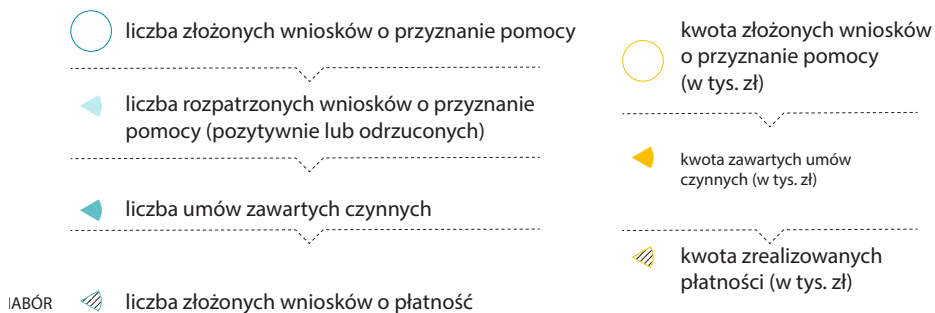 liczba złożonych wniosków o przyznanie pomocy
liczba rozpatrzonych wniosków o przyznanie
pomocy (pozytywnie lub odrzuconych)
liczba umów zawartych czynnych
liczba złożonych wniosków o płatność
kwota złożonych wniosków
o przyznanie pomocy
(w tys. zł)
kwota zawartych umów
czynnych (w tys. zł)
kwota zrealizowanych
płatności (w tys. zł)